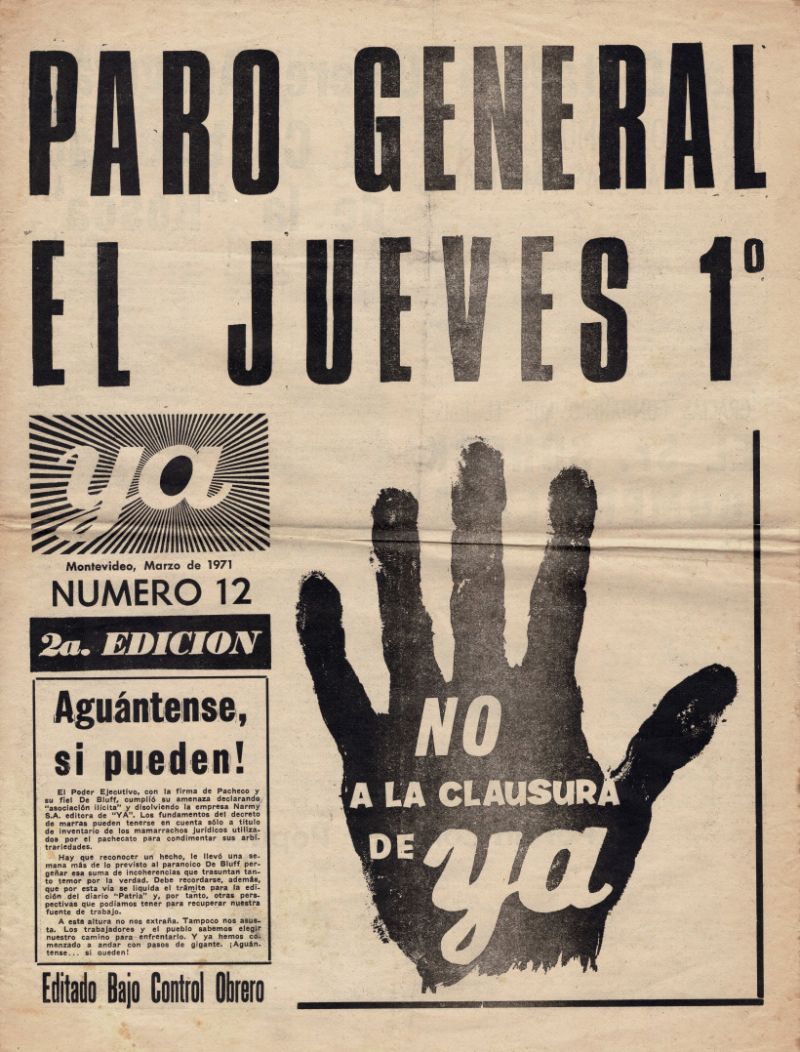 PARO GENERAL
EL JUEVES 1º
ya
Montevideo, Marzo de 1971
NUMERO 12
2a. EDICION
Aguántense,
si pueden!
El Poder Ejecutivo, con la firma de Pacheco y
su fiel De Bluff, cumplió su amenaza declarando
"asociación ilícita" y disolviendo la empresa Narmy
S.A. editora de "YA". Los fundamentos del decreto
de marras pueden tenerse en cuenta sólo a título
de inventario de los mamarrachos jurídicos utiliza-
dos por el pachecato para condimentar sus arbi-
trariedades.
Hay que reconocer un hecho, le llevó una se-
mana más de lo previsto al paranoico De Bluff per-
geñar esa suma de incoherencias que trasuntan tan-
to temor por la verdad. Debe recordarse, además,
que por esta vía se liquida el trámite para la edi-
ción del diario "Patria" y, por tanto, otras pers-
pectivas que podíamos tener para recuperar nuestra
fuente de trabajo.
A esta altura no nos extraña. Tampoco nos asus-
ta. Los trabajadores y el pueblo sabemos elegir
nuestro camino para enfrentarlo. Y ya hemos co-
menzado a andar con pasos de gigante. ¡Aguán-
tense... si pueden!
Editado Bajo Control Obrero
NO
A LA CLAUSURA
DE ya